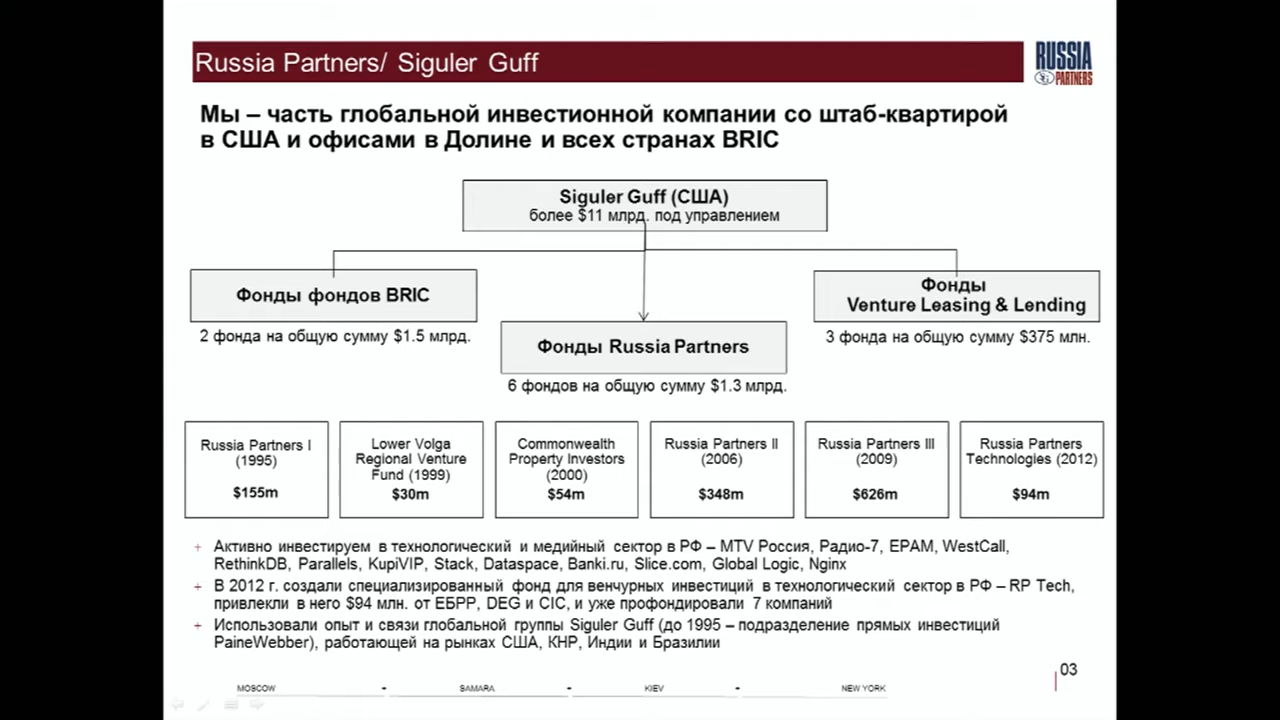 Russia Partners/ Siguler Guff
RUSSIA
PARTNERS
Мы – часть глобальной инвестионной компании со штаб-квартирой
в США и офисами в Долине и всех странах BRIC
Siguler Guff (США)
более $11 млрд. под управлением
Фонды фондов BRIC
2 фонда на общую сумму $1.5 млрд.
Фонды Russia Partners
6 фондов на общую сумму $1.3 млрд.
Фонды
Venture Leasing & Lending
3 фонда на общую сумму $375 млн.
Russia Partners I
(1995)
$155m
Lower Volga
Regional Venture
Fund (1999)
$30m
Commonwealth
Property Investors
(2000)
$54m
Russia Partners II
(2006)
$348m
Russia Partners III
(2009)
$626m
Russia Partners
Technologies (2012)
$94m
+ Активно инвестируем в технологический и медийный сектор в РФ – MTV Россия, Радио-7, EPAM, WestCall,
RethinkDB, Parallels, KupiVIP, Stack, Dataspace, Banki.ru, Slice.com, Global Logic, Nginx
+ В 2012 г. создали специализированный фонд для венчурных инвестиций в технологический сектор в РФ – RP Tech,
привлекли в него $94 млн. от ЕБРР, DEG и CIC, и уже профондировали 7 компаний
+ Использовали опыт и связи глобальной группы Siguler Guff (до 1995 – подразделение прямых инвестиций
PaineWebber), работающей на рынках США, КНР, Индии и Бразилии
03
MOSCOW - SAMARA - KIEV - NEW YORK